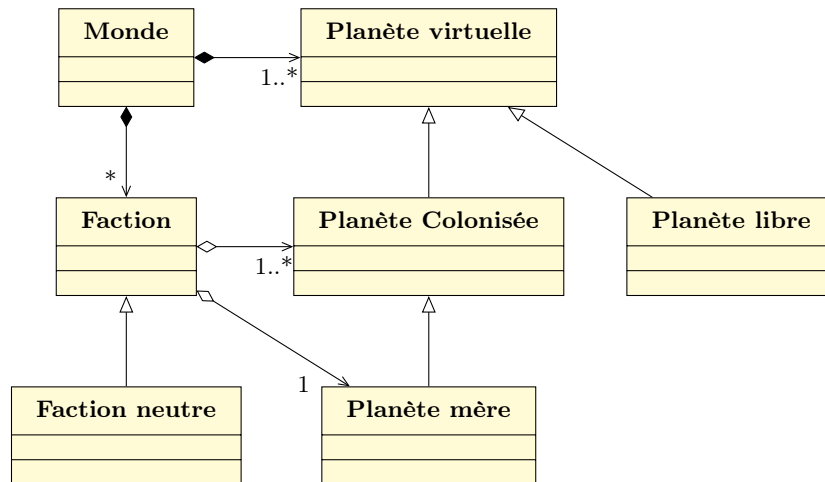 Monde
Planète virtuelle
1..*
*
Faction
Planète Colonisée
Planète libre
1..*
1
Faction neutre
Planète mère